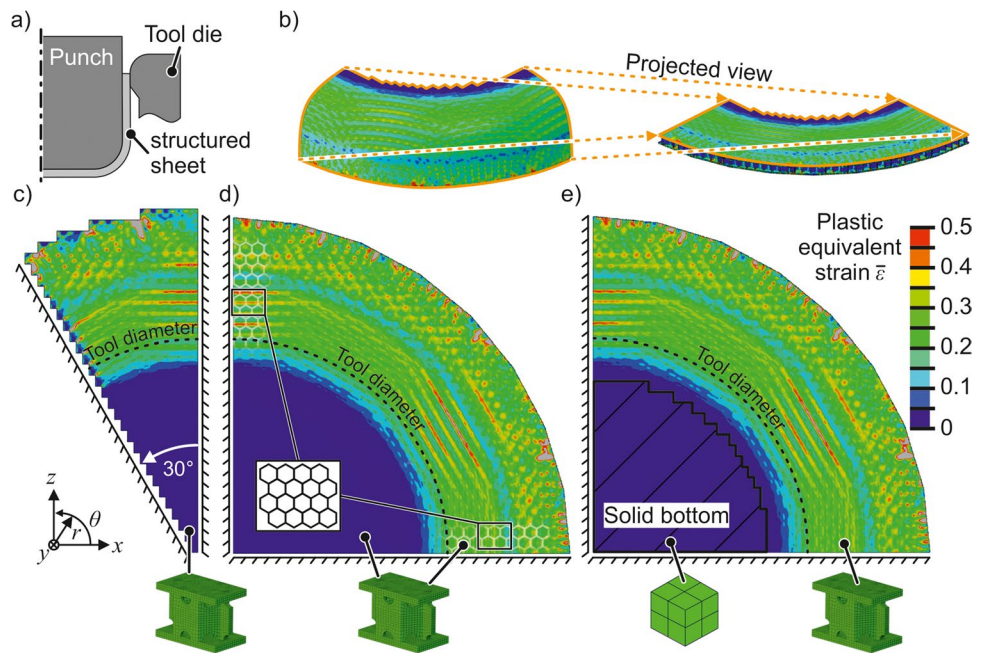 a)
Punch
Tool die
structured
sheet
b)
Projected view
c)
Tool diameter
30°
z
θ
r
y
x
d)
Tool diameter
e)
Tool diameter
Solid bottom
Plastic
equivalent
strain ε̅
0.5
0.4
0.3
0.2
0.1
0